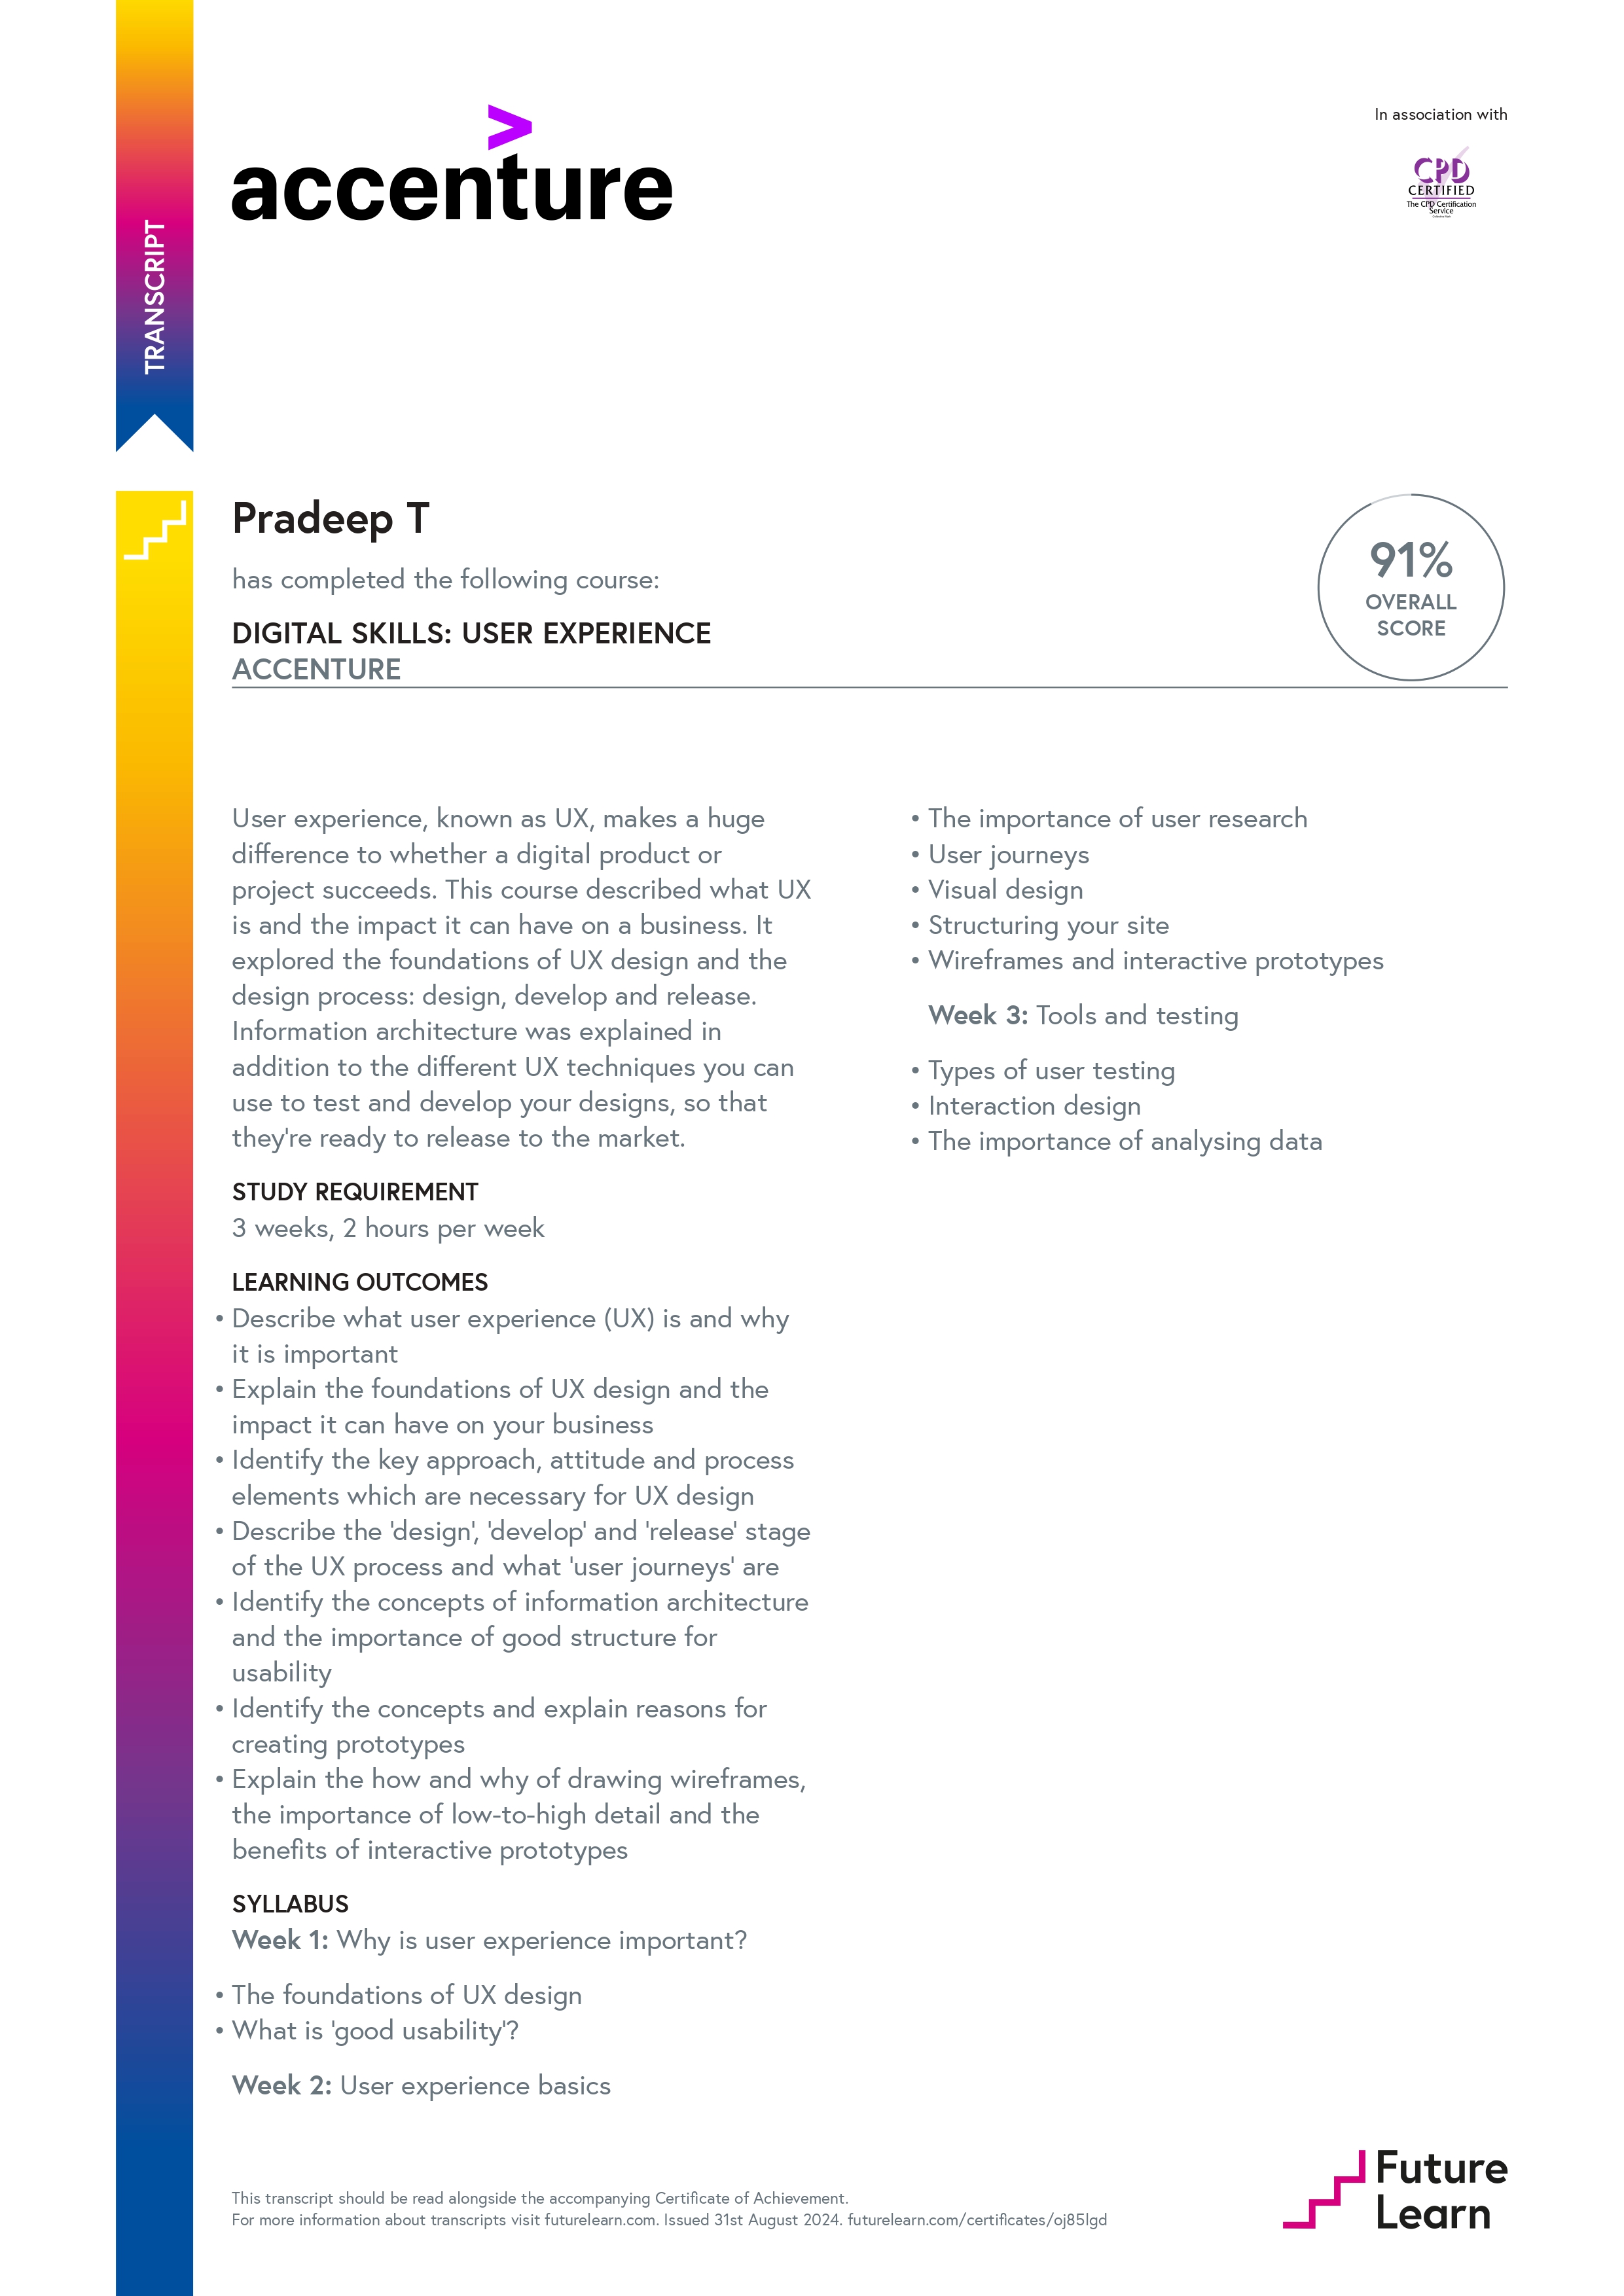 TRANSCRIPT
accenture
In association with
CPD
CERTIFIED
The CPD Certification
Service
Pradeep T
has completed the following course:
DIGITAL SKILLS: USER EXPERIENCE
ACCENTURE
91%
OVERALL
SCORE
User experience, known as UX, makes a huge
difference to whether a digital product or
project succeeds. This course described what UX
is and the impact it can have on a business. It
explored the foundations of UX design and the
design process: design, develop and release.
Information architecture was explained in
addition to the different UX techniques you can
use to test and develop your designs, so that
they're ready to release to the market.
STUDY REQUIREMENT
3 weeks, 2 hours per week
LEARNING OUTCOMES
• Describe what user experience (UX) is and why
it is important
• Explain the foundations of UX design and the
impact it can have on your business
• Identify the key approach, attitude and process
elements which are necessary for UX design
• Describe the 'design', 'develop' and 'release' stage
of the UX process and what 'user journeys' are
• Identify the concepts of information architecture
and the importance of good structure for
usability
• Identify the concepts and explain reasons for
creating prototypes
• Explain the how and why of drawing wireframes,
the importance of low-to-high detail and the
benefits of interactive prototypes
SYLLABUS
Week 1: Why is user experience important?
• The foundations of UX design
• What is 'good usability'?
Week 2: User experience basics
• The importance of user research
• User journeys
• Visual design
• Structuring your site
• Wireframes and interactive prototypes
Week 3: Tools and testing
• Types of user testing
• Interaction design
• The importance of analysing data
This transcript should be read alongside the accompanying Certificate of Achievement.
For more information about transcripts visit futurelearn.com. Issued 31st August 2024. futurelearn.com/certificates/oj85lgd
Future
Learn